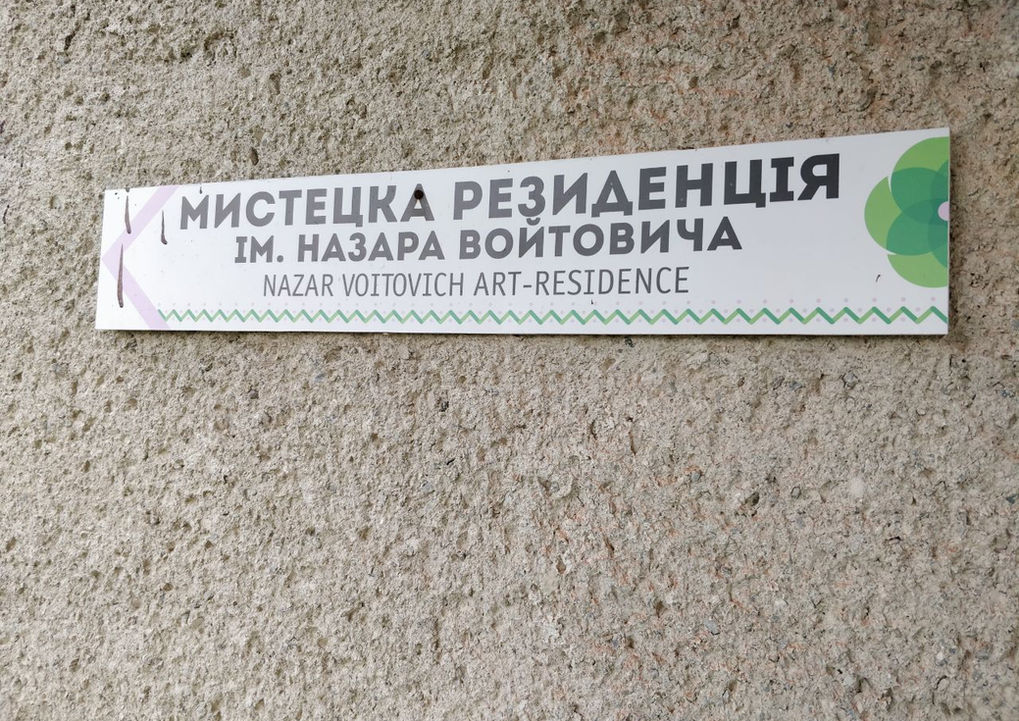 МИСТЕЦКА РЕЗИДЕНЦІЯ
ІМ. НАЗАРА ВОЙТОВИЧА
NAZAR VOITOVICH ART-RESIDENCE